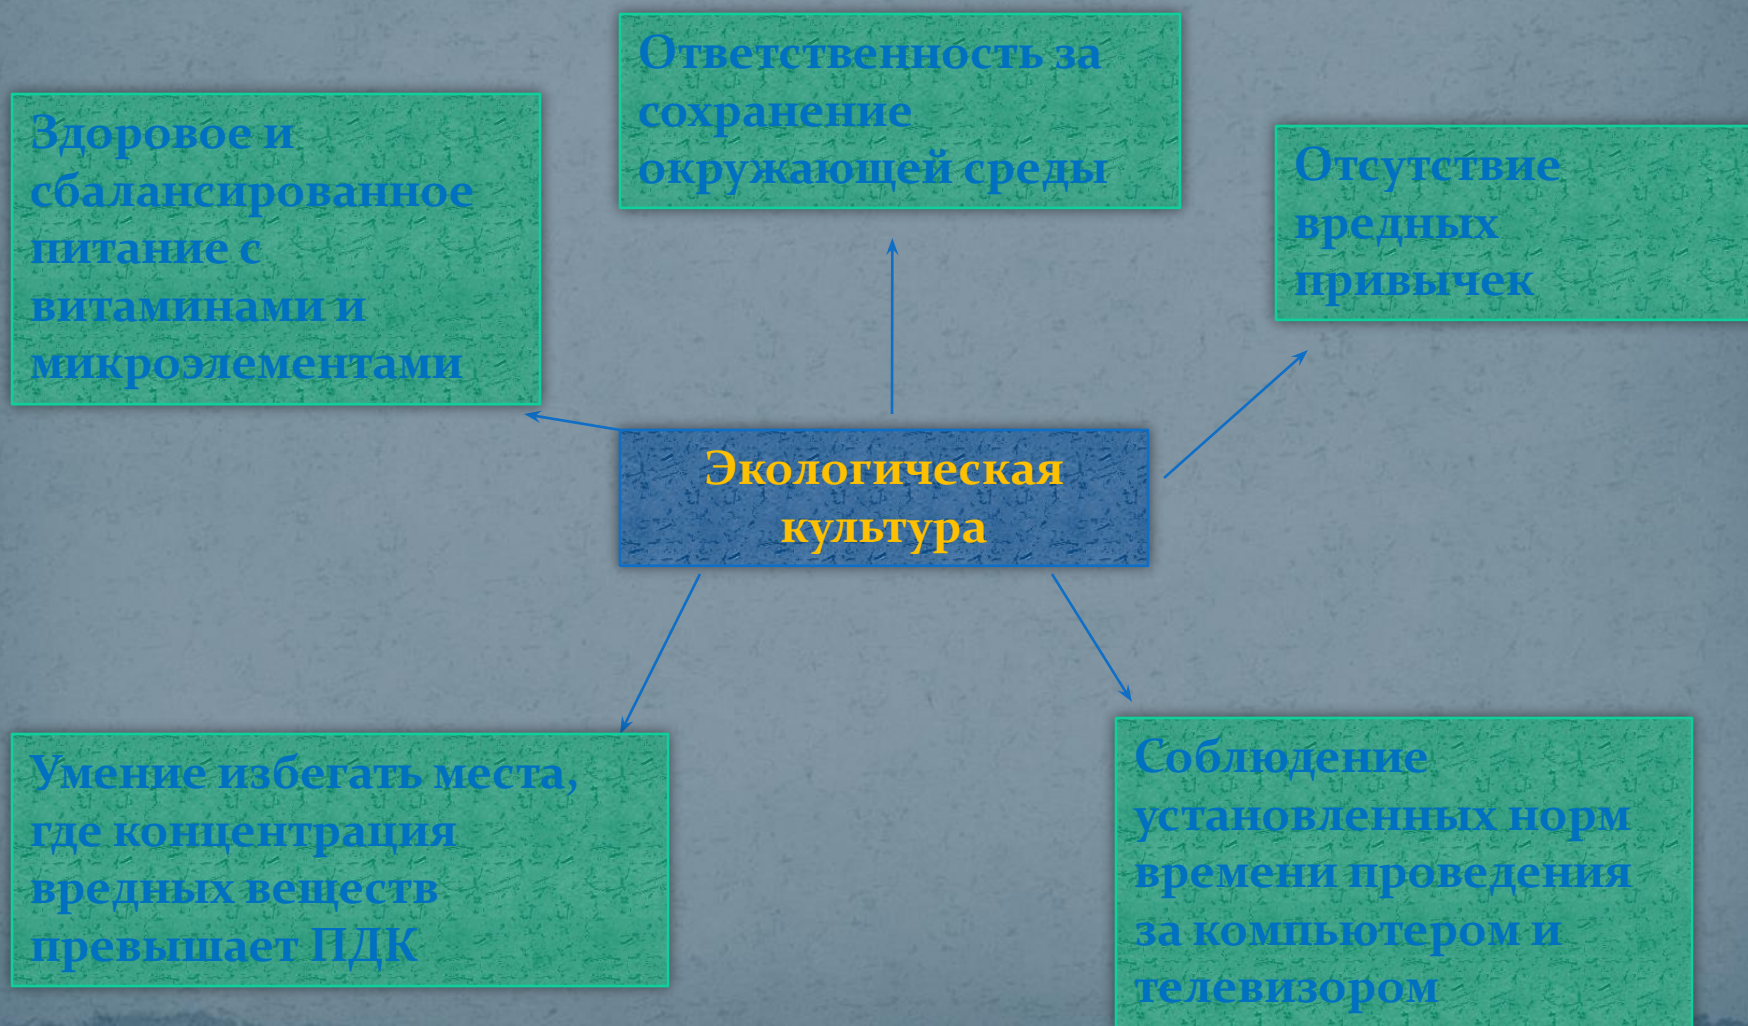 Ответственность за
сохранение
окружающей среды
Здоровое и
сбалансированное
питание с
витаминами и
микроэлементами
Отсутствие
вредных
привычек
Экологическая
культура
Умение избегать места,
где концентрация
вредных веществ
превышает ПДК
Соблюдение
установленных норм
времени проведения
за компьютером и
телевизором